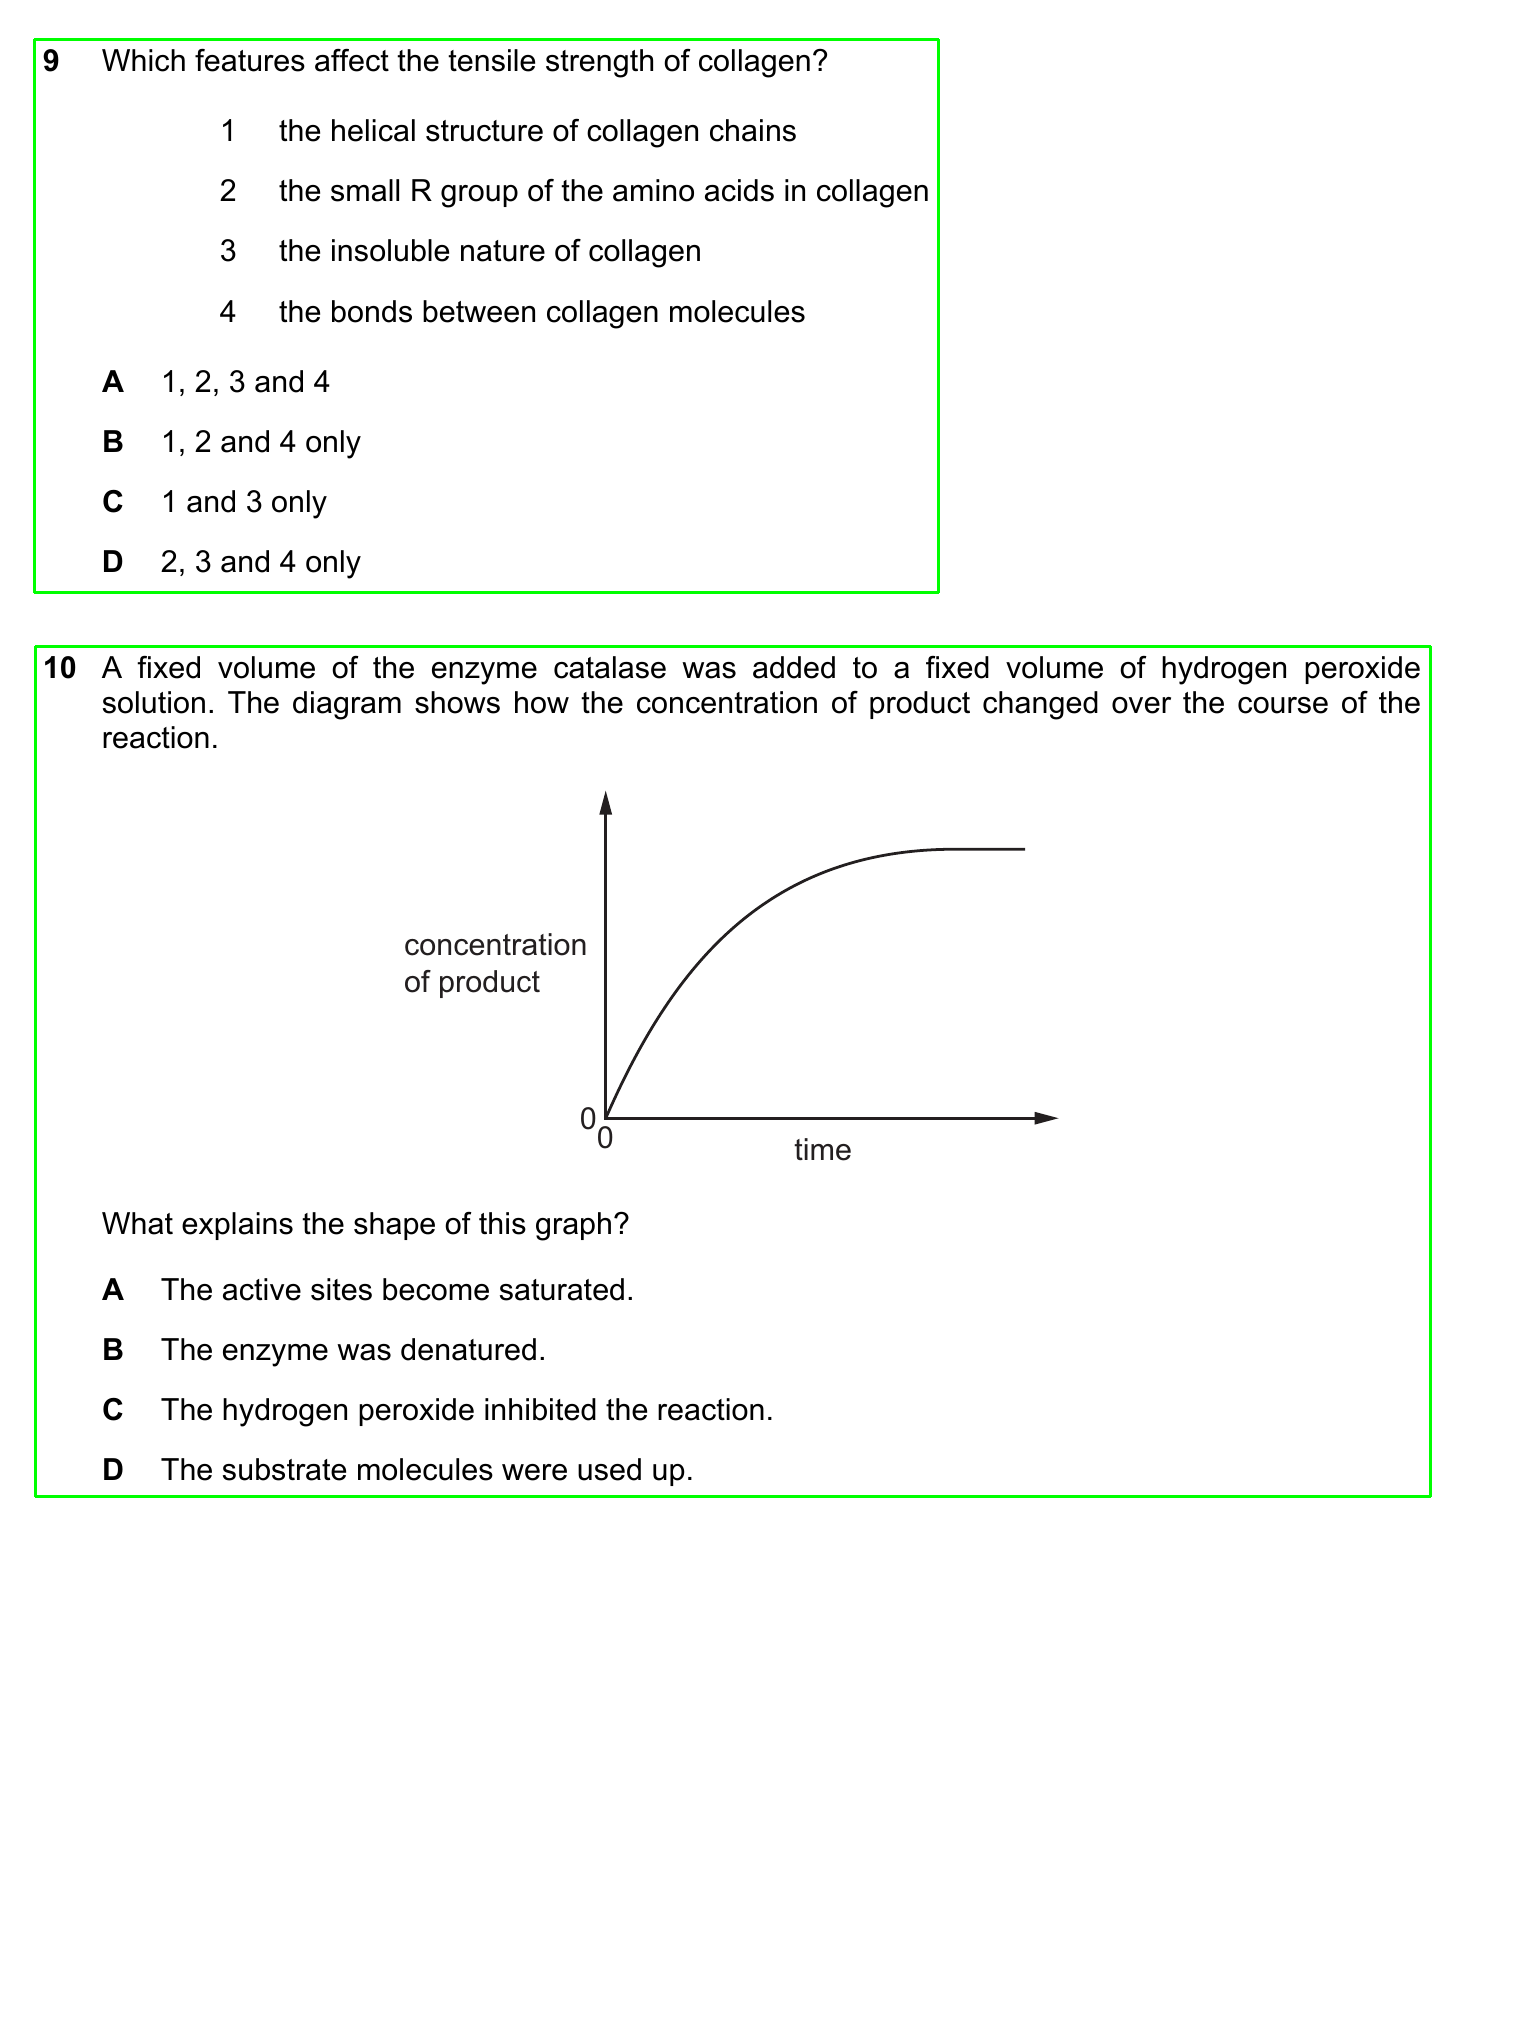 9 Which features affect the tensile strength of collagen?
1 the helical structure of collagen chains
2 the small R group of the amino acids in collagen
3 the insoluble nature of collagen
4 the bonds between collagen molecules
A 1, 2, 3 and 4
B 1, 2 and 4 only
C 1 and 3 only
D 2, 3 and 4 only
10 A fixed volume of the enzyme catalase was added to a fixed volume of hydrogen peroxide
solution. The diagram shows how the concentration of product changed over the course of the
reaction.
concentration
of product
0
0
time
What explains the shape of this graph?
A The active sites become saturated.
B The enzyme was denatured.
C The hydrogen peroxide inhibited the reaction.
D The substrate molecules were used up.